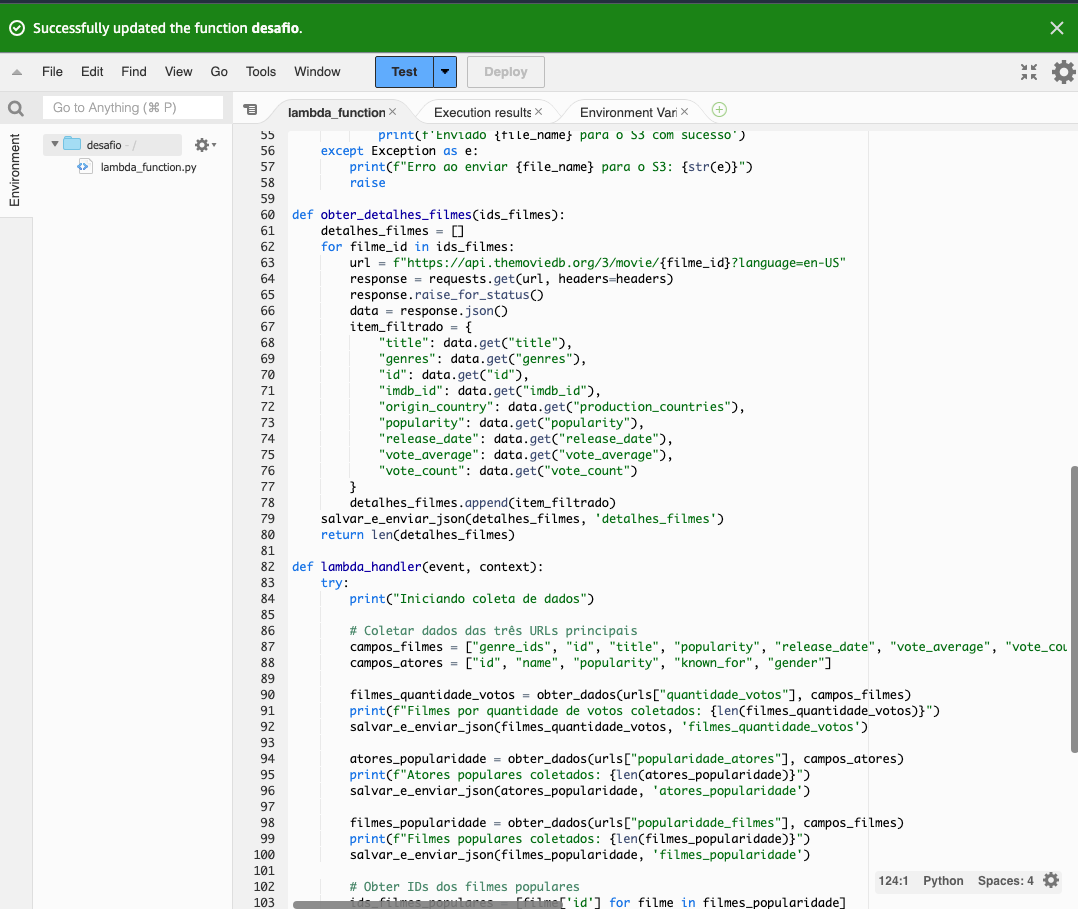 Successfully updated the function desafio.
File Edit Find View Go Tools Window Test Deploy
Go to Anything (⌘ P)
lambda_function Execution results Environment Var
Environment
desafio - /
lambda_function.py
55             print(f'Enviado {file_name} para o S3 com sucesso')
56     except Exception as e:
57         print(f"Erro ao enviar {file_name} para o S3: {str(e)}")
58         raise
59
60 def obter_detalhes_filmes(ids_filmes):
61     detalhes_filmes = []
62     for filme_id in ids_filmes:
63         url = f"https://api.themoviedb.org/3/movie/{filme_id}?language=en-US"
64         response = requests.get(url, headers=headers)
65         response.raise_for_status()
66         data = response.json()
67         item_filtrado = {
68             "title": data.get("title"),
69             "genres": data.get("genres"),
70             "id": data.get("id"),
71             "imdb_id": data.get("imdb_id"),
72             "origin_country": data.get("production_countries"),
73             "popularity": data.get("popularity"),
74             "release_date": data.get("release_date"),
75             "vote_average": data.get("vote_average"),
76             "vote_count": data.get("vote_count")
77         }
78         detalhes_filmes.append(item_filtrado)
79     salvar_e_enviar_json(detalhes_filmes, 'detalhes_filmes')
80     return len(detalhes_filmes)
81
82 def lambda_handler(event, context):
83     try:
84         print("Iniciando coleta de dados")
85
86         # Coletar dados das três URLs principais
87         campos_filmes = ["genre_ids", "id", "title", "popularity", "release_date", "vote_average", "vote_cou
88         campos_atores = ["id", "name", "popularity", "known_for", "gender"]
89
90         filmes_quantidade_votos = obter_dados(urls["quantidade_votos"], campos_filmes)
91         print(f"Filmes por quantidade de votos coletados: {len(filmes_quantidade_votos)}")
92         salvar_e_enviar_json(filmes_quantidade_votos, 'filmes_quantidade_votos')
93
94         atores_popularidade = obter_dados(urls["popularidade_atores"], campos_atores)
95         print(f"Atores populares coletados: {len(atores_popularidade)}")
96         salvar_e_enviar_json(atores_popularidade, 'atores_popularidade')
97
98         filmes_popularidade = obter_dados(urls["popularidade_filmes"], campos_filmes)
99         print(f"Filmes populares coletados: {len(filmes_popularidade)}")
100         salvar_e_enviar_json(filmes_popularidade, 'filmes_popularidade')
101
102         # Obter IDs dos filmes populares
103         ids_filmes_populares = [filme['id'] for filme in filmes_popularidade]
124:1 Python Spaces: 4